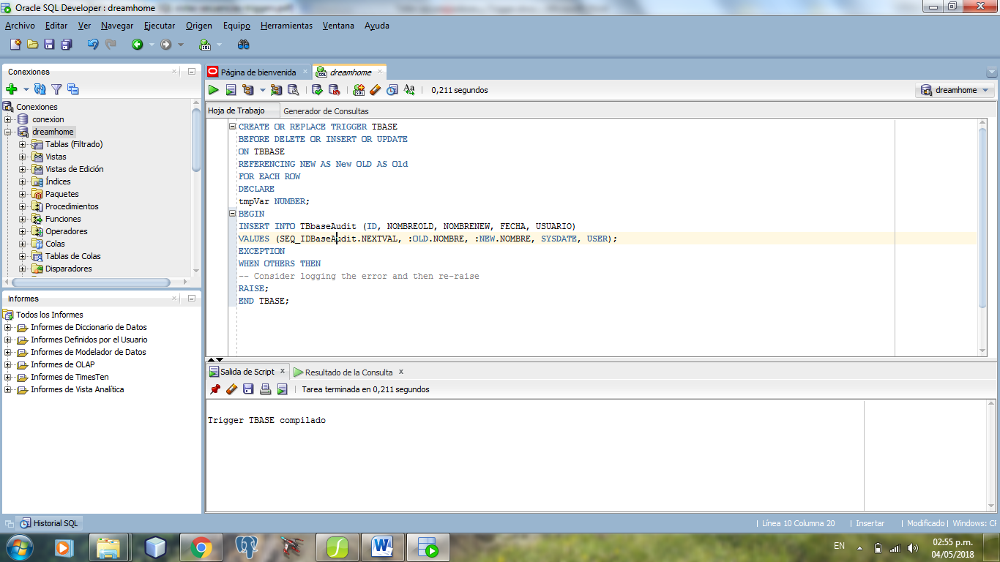 Oracle SQL Developer : dreamhome
Archivo Editar Ver Navegar Ejecutar Origen Equipo Herramientas Ventana Ayuda
SQL
Conexiones
Conexiones
conexion
dreamhome
Tablas (Filtrado)
Vistas
Vistas de Edición
Índices
Paquetes
Procedimientos
Funciones
Operadores
Colas
Tablas de Colas
Disparadores
Informes
Todos los Informes
Informes de Diccionario de Datos
Informes Definidos por el Usuario
Informes de Modelador de Datos
Informes de OLAP
Informes de TimesTen
Informes de Vista Analítica
Página de bienvenida
dreamhome
0,211 segundos
dreamhome
Hoja de Trabajo
Generador de Consultas
CREATE OR REPLACE TRIGGER TBASE
BEFORE DELETE OR INSERT OR UPDATE
ON TBBASE
REFERENCING NEW AS New OLD AS Old
FOR EACH ROW
DECLARE
tmpVar NUMBER;
BEGIN
INSERT INTO TBbaseAudit (ID, NOMBREOLD, NOMBRENEW, FECHA, USUARIO)
VALUES (SEQ_IDBaseAudit.NEXTVAL, :OLD.NOMBRE, :NEW.NOMBRE, SYSDATE, USER);
EXCEPTION
WHEN OTHERS THEN
-- Consider logging the error and then re-raise
RAISE;
END TBASE;
Salida de Script
Resultado de la Consulta
Tarea terminada en 0,211 segundos
Trigger TBASE compilado
Historial SQL
Línea 10 Columna 20
Insertar
Modificado
Windows: CF
EN
02:55 p.m.
04/05/2018